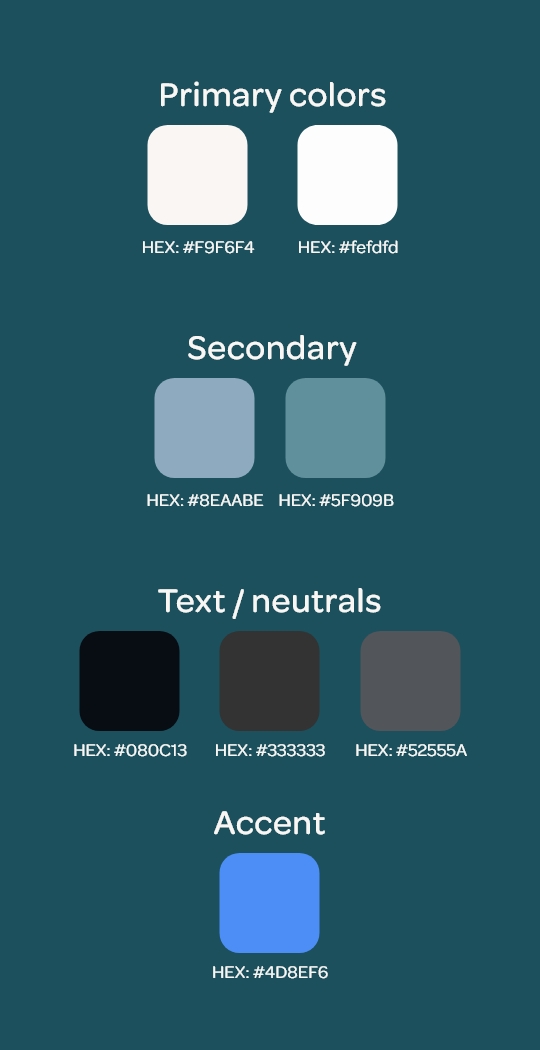 Primary colors
HEX: #F9F6F4 HEX: #fefdfd
Secondary
HEX: #8EAABE HEX: #5F909B
Text / neutrals
HEX: #080C13 HEX: #333333 HEX: #52555A
Accent
HEX: #4D8EF6